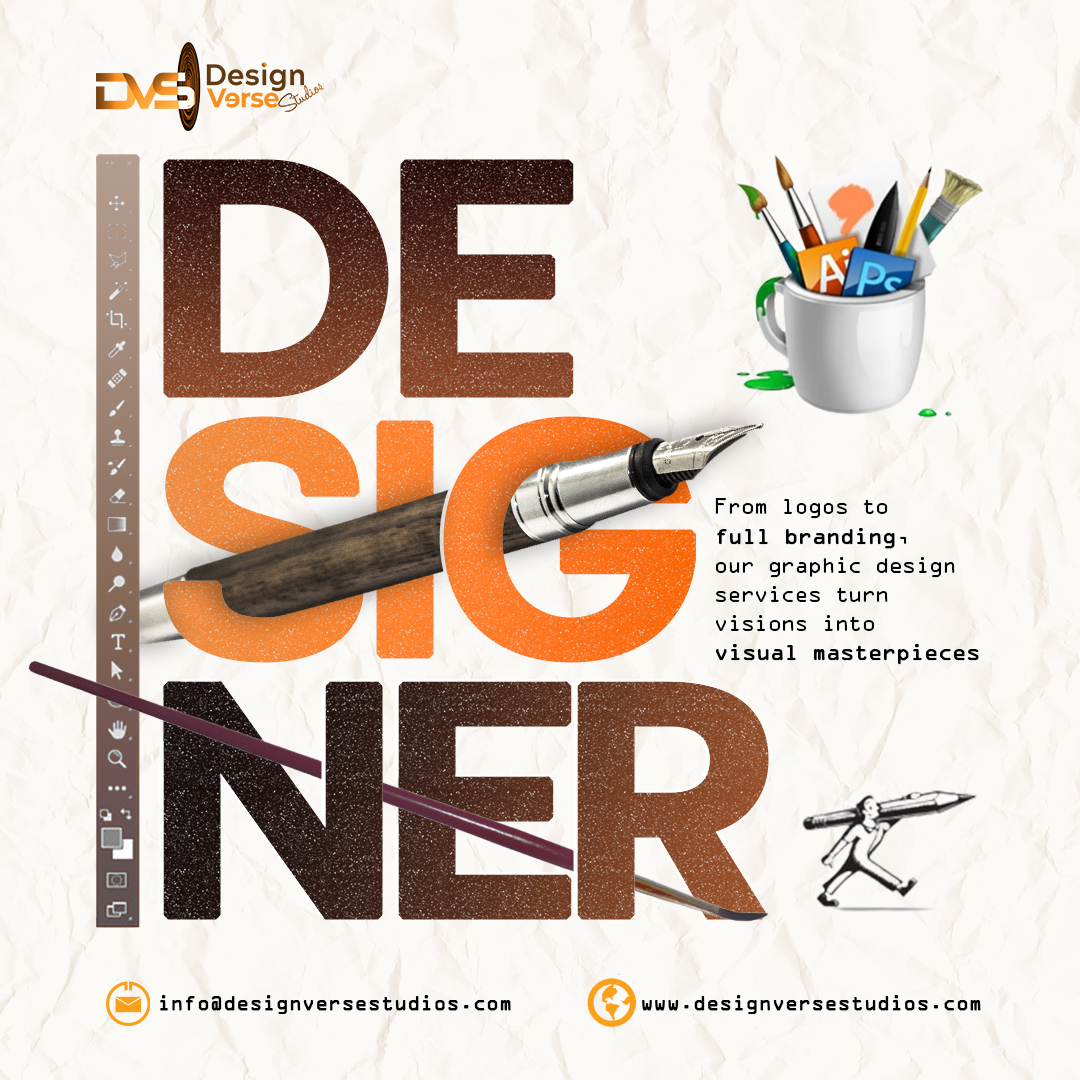 DVS Design
Verse Studios
DE
SIG
NER
Ai
Ps
From logos to
full branding,
our graphic design
services turn
visions into
visual masterpieces
T
info@designversestudios.com
www.designversestudios.com